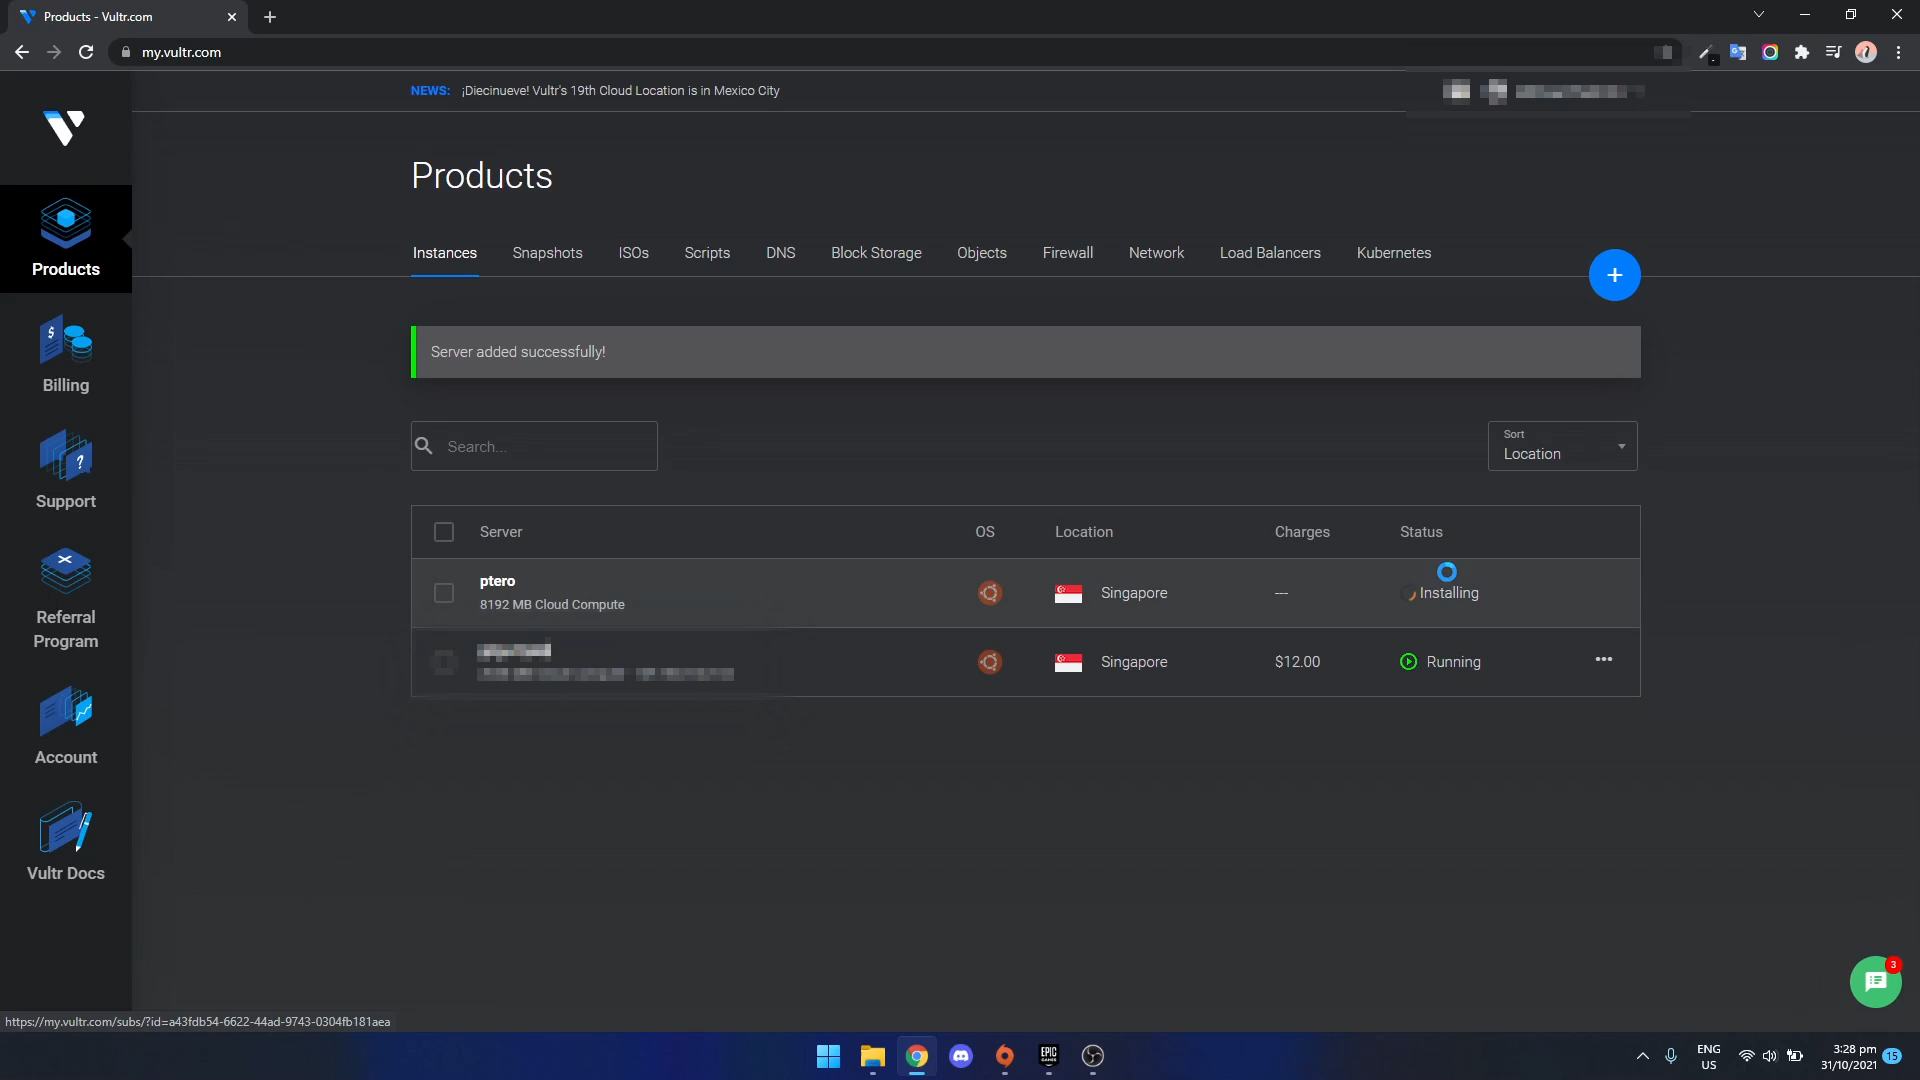 Products - Vultr.com
my.vultr.com
NEWS: ¡Diecinueve! Vultr's 19th Cloud Location is in Mexico City
Products
Billing
Support
Referral
Program
Account
Vultr Docs
Products
Instances
Snapshots
ISOs
Scripts
DNS
Block Storage
Objects
Firewall
Network
Load Balancers
Kubernetes
+
Server added successfully!
Search...
Sort
Location
Server
OS
Location
Charges
Status
ptero
8192 MB Cloud Compute
Singapore
---
Installing
Singapore
$12.00
Running
3
https://my.vultr.com/subs/?id=a43fdb54-6622-44ad-9743-0304fb181aea
EPIC
GAMES
ENG
US
3:28 pm
31/10/2021
15